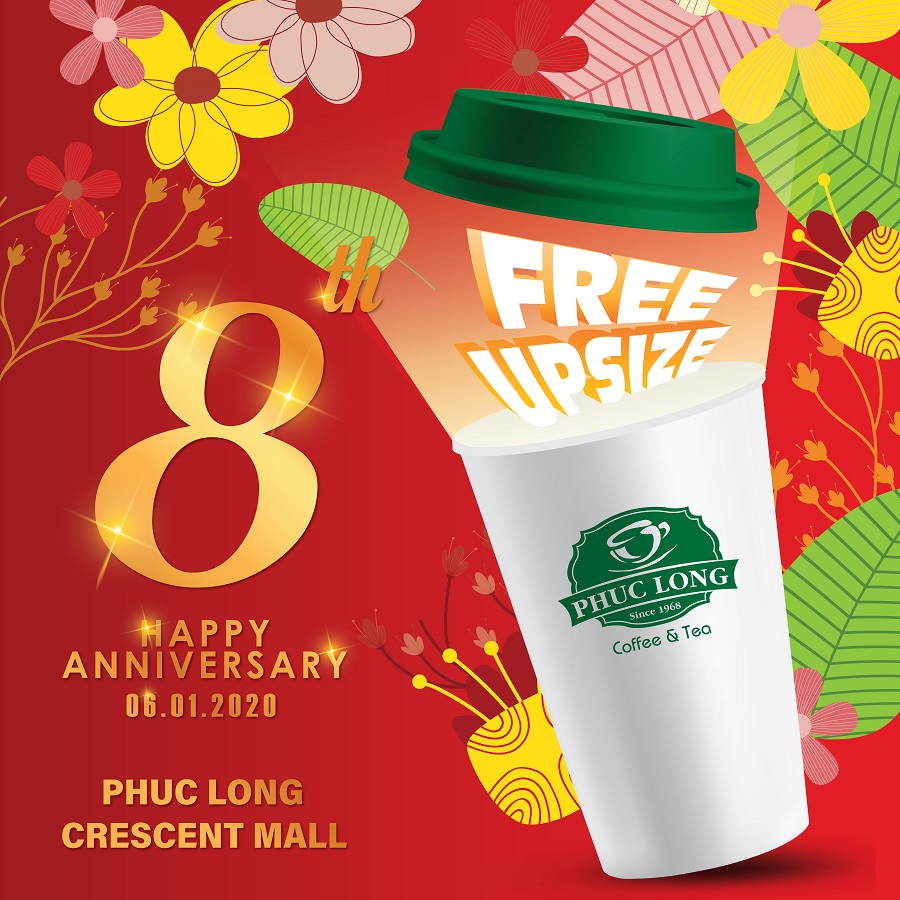 8th
HAPPY
ANNIVERSARY
06.01.2020
PHUC LONG
CRESCENT MALL
FREE
UPSIZE
PHUC LONG
Since 1968
Coffee & Tea